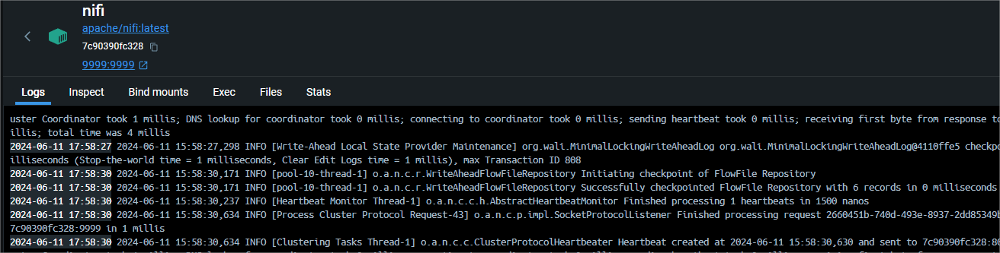 nifi
apache/nifi:latest
7c90390fc328
9999:9999
Logs Inspect Bind mounts Exec Files Stats
uster Coordinator took 1 millis; DNS lookup for coordinator took 0 millis; connecting to coordinator took 0 millis; sending heartbeat took 0 millis; receiving first byte from response to
illis; total time was 4 millis
2024-06-11 17:58:27 2024-06-11 15:58:27,298 INFO [Write-Ahead Local State Provider Maintenance] org.wali.MinimalLockingWriteAheadLog org.wali.MinimalLockingWriteAheadLog@4110ffe5 checkpo
illiseconds (Stop-the-world time = 1 milliseconds, Clear Edit Logs time = 1 millis), max Transaction ID 808
2024-06-11 17:58:30 2024-06-11 15:58:30,171 INFO [pool-10-thread-1] o.a.n.c.r.WriteAheadFlowFileRepository Initiating checkpoint of FlowFile Repository
2024-06-11 17:58:30 2024-06-11 15:58:30,171 INFO [pool-10-thread-1] o.a.n.c.r.WriteAheadFlowFileRepository Successfully checkpointed FlowFile Repository with 6 records in 0 milliseconds
2024-06-11 17:58:30 2024-06-11 15:58:30,237 INFO [Heartbeat Monitor Thread-1] o.a.n.c.c.h.AbstractHeartbeatMonitor Finished processing 1 heartbeats in 1500 nanos
2024-06-11 17:58:30 2024-06-11 15:58:30,634 INFO [Process Cluster Protocol Request-43] o.a.n.c.p.impl.SocketProtocolListener Finished processing request 2660451b-740d-493e-8937-2dd85349b
7c90390fc328:9999 in 1 millis
2024-06-11 17:58:30 2024-06-11 15:58:30,634 INFO [Clustering Tasks Thread-1] o.a.n.c.c.ClusterProtocolHeartbeater Heartbeat created at 2024-06-11 15:58:30,630 and sent to 7c90390fc328:80